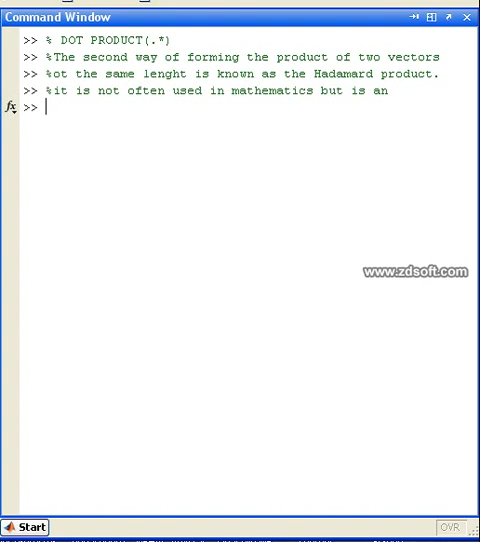 Command Window
>> % DOT PRODUCT(.*)
>> %The second way of forming the product of two vectors
>> %ot the same lenght is known as the Hadamard product.
>> %it is not often used in mathematics but is an
fx >>
www.zdsoft.com
Start
OVR